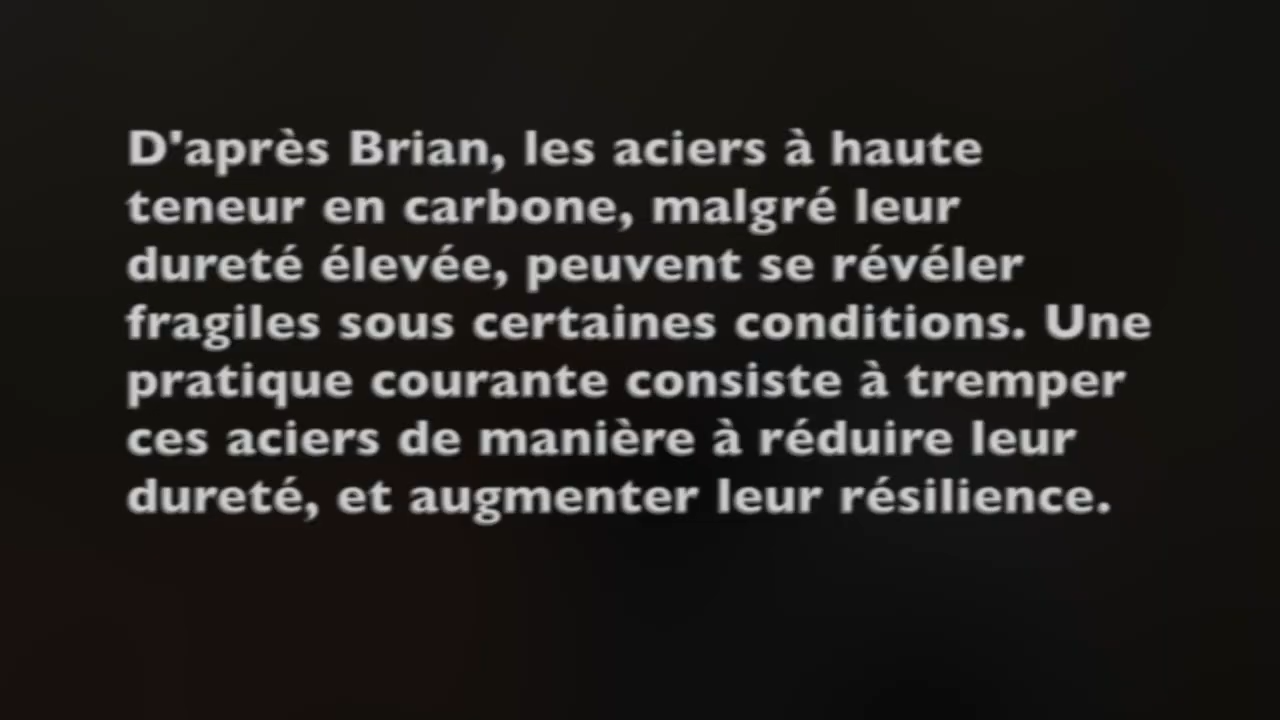 D'après Brian, les aciers à haute
teneur en carbone, malgré leur
dureté élevée, peuvent se révéler
fragiles sous certaines conditions. Une
pratique courante consiste à tremper
ces aciers de manière à réduire leur
dureté, et augmenter leur résilience.